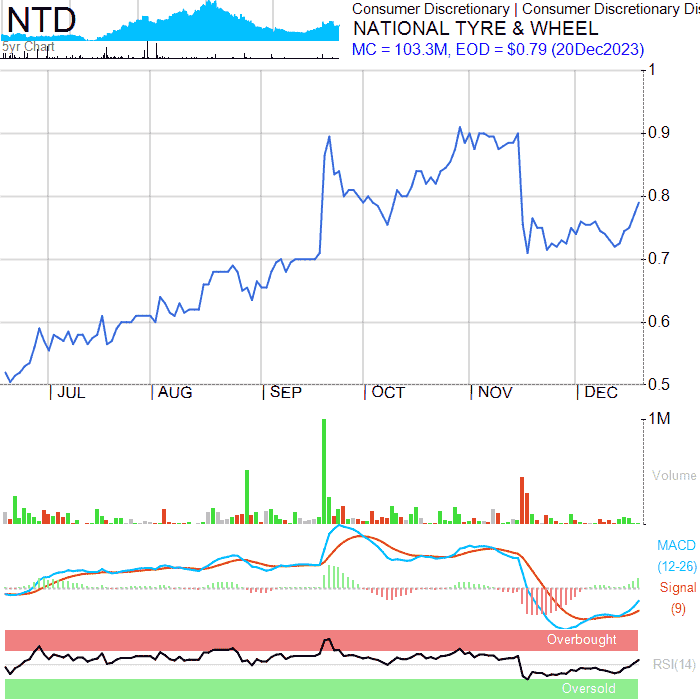 NTD
5yr Chart
Consumer Discretionary | Consumer Discretionary Dis
NATIONAL TYRE & WHEEL
MC = 103.3M, EOD = $0.79 (20Dec2023)
1
0.9
0.8
0.7
0.6
0.5
JUL AUG SEP OCT NOV DEC
1M
Volume
MACD
(12-26)
Signal
(9)
Overbought
RSI(14)
Oversold